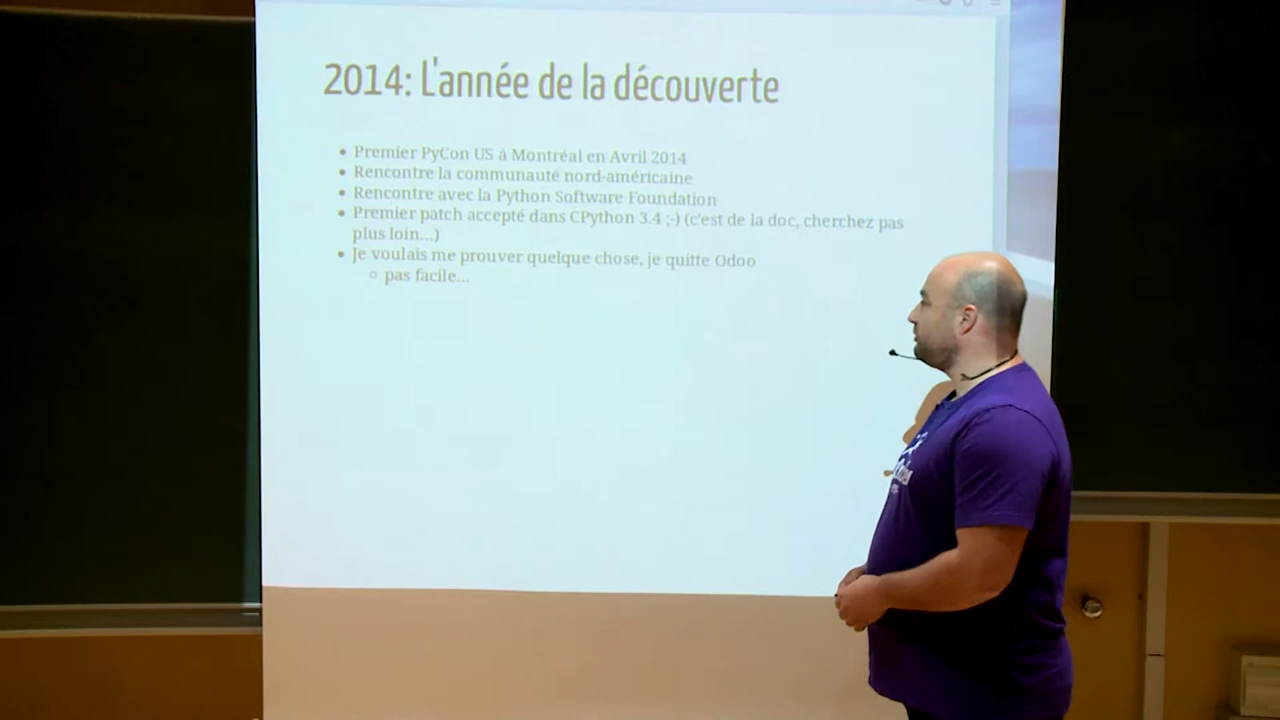 2014: L'année de la découverte
Premier PyCon US à Montréal en Avril 2014
Rencontre la communauté nord-américaine
Rencontre avec la Python Software Foundation
Premier patch accepté dans CPython 3.4 ;-) (c'est de la doc, cherchez pas
plus loin...)
Je voulais me prouver quelque chose, je quitte Odoo
pas facile...